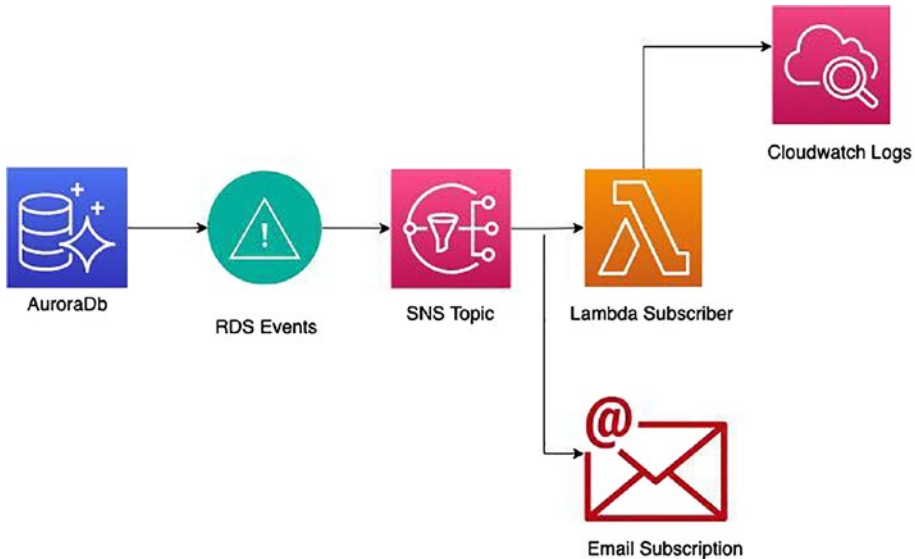 Cloudwatch Logs
AuroraDb
RDS Events
SNS Topic
Lambda Subscriber
@
Email Subscription